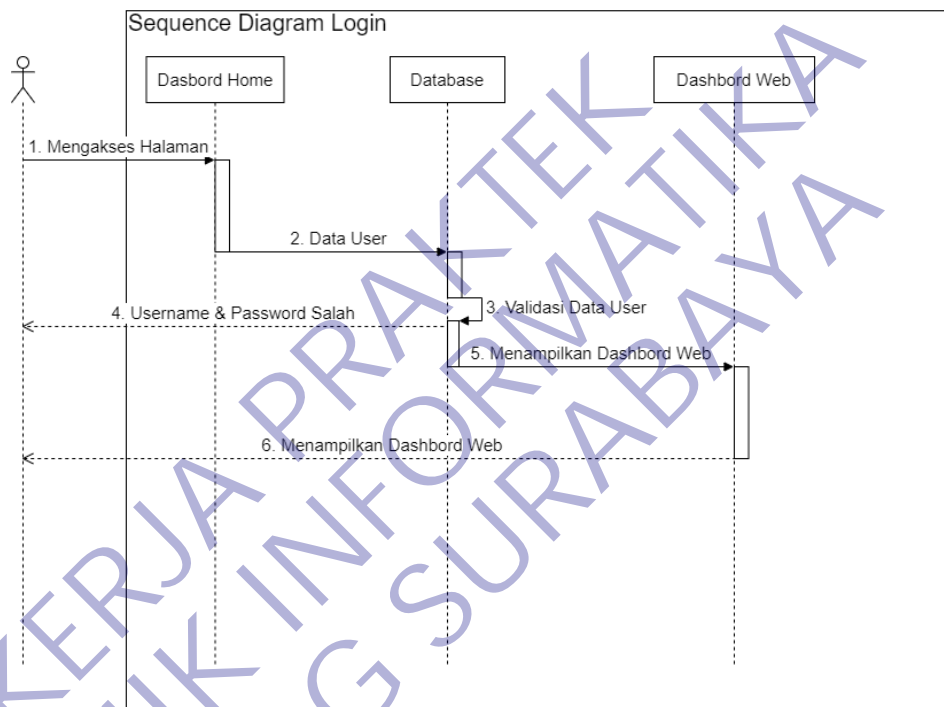 Sequence Diagram Login
Dasbord Home
Database
Dashbord Web
1. Mengakses Halaman
2. Data User
3. Validasi Data User
4. Username & Password Salah
5. Menampilkan Dashbord Web
6. Menampilkan Dashbord Web
KERJA PRAKTEK
IK INFORMATIKA
G SURABAYA